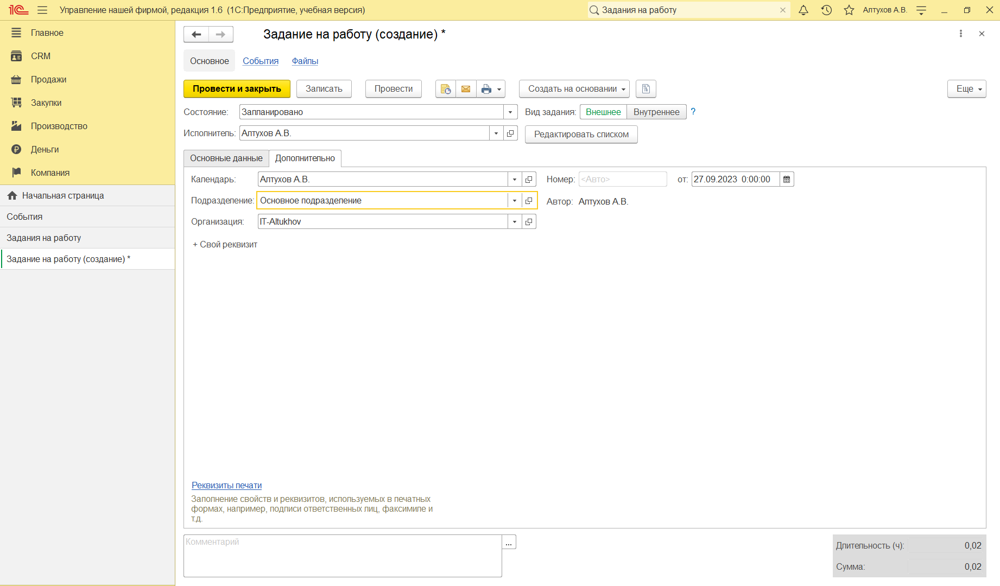 1С Управление нашей фирмой, редакция 1.6 (1С:Предприятие, учебная версия) Задания на работу Алтухов А.В.
Главное
CRM
Продажи
Закупки
Производство
Деньги
Компания
Начальная страница
События
Задания на работу
Задание на работу (создание) *
Задание на работу (создание) *
Основное События Файлы
Провести и закрыть Записать Провести Создать на основании Еще
Состояние: Запланировано Вид задания: Внешнее Внутреннее ?
Исполнитель: Алтухов А.В. Редактировать списком
Основные данные Дополнительно
Календарь: Алтухов А.В. Номер: <Авто> от: 27.09.2023 0:00:00
Подразделение: Основное подразделение Автор: Алтухов А.В.
Организация: IT-Altukhov
+ Свой реквизит
Реквизиты печати
Заполнение свойств и реквизитов, используемых в печатных
формах, например, подписи ответственных лиц, факсимиле и
т.д.
Комментарий ...
Длительность (ч): 0,02
Сумма: 0,02